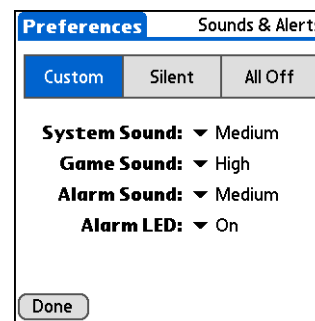 Preferences Sounds & Alerts
Custom Silent All Off
System Sound: Medium
Game Sound: High
Alarm Sound: Medium
Alarm LED: On
Done